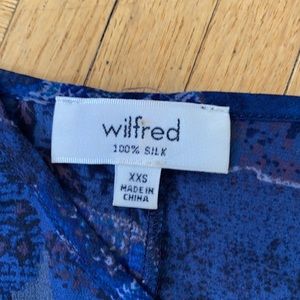 wilfred
100% SILK
XXS
MADE IN
CHINA